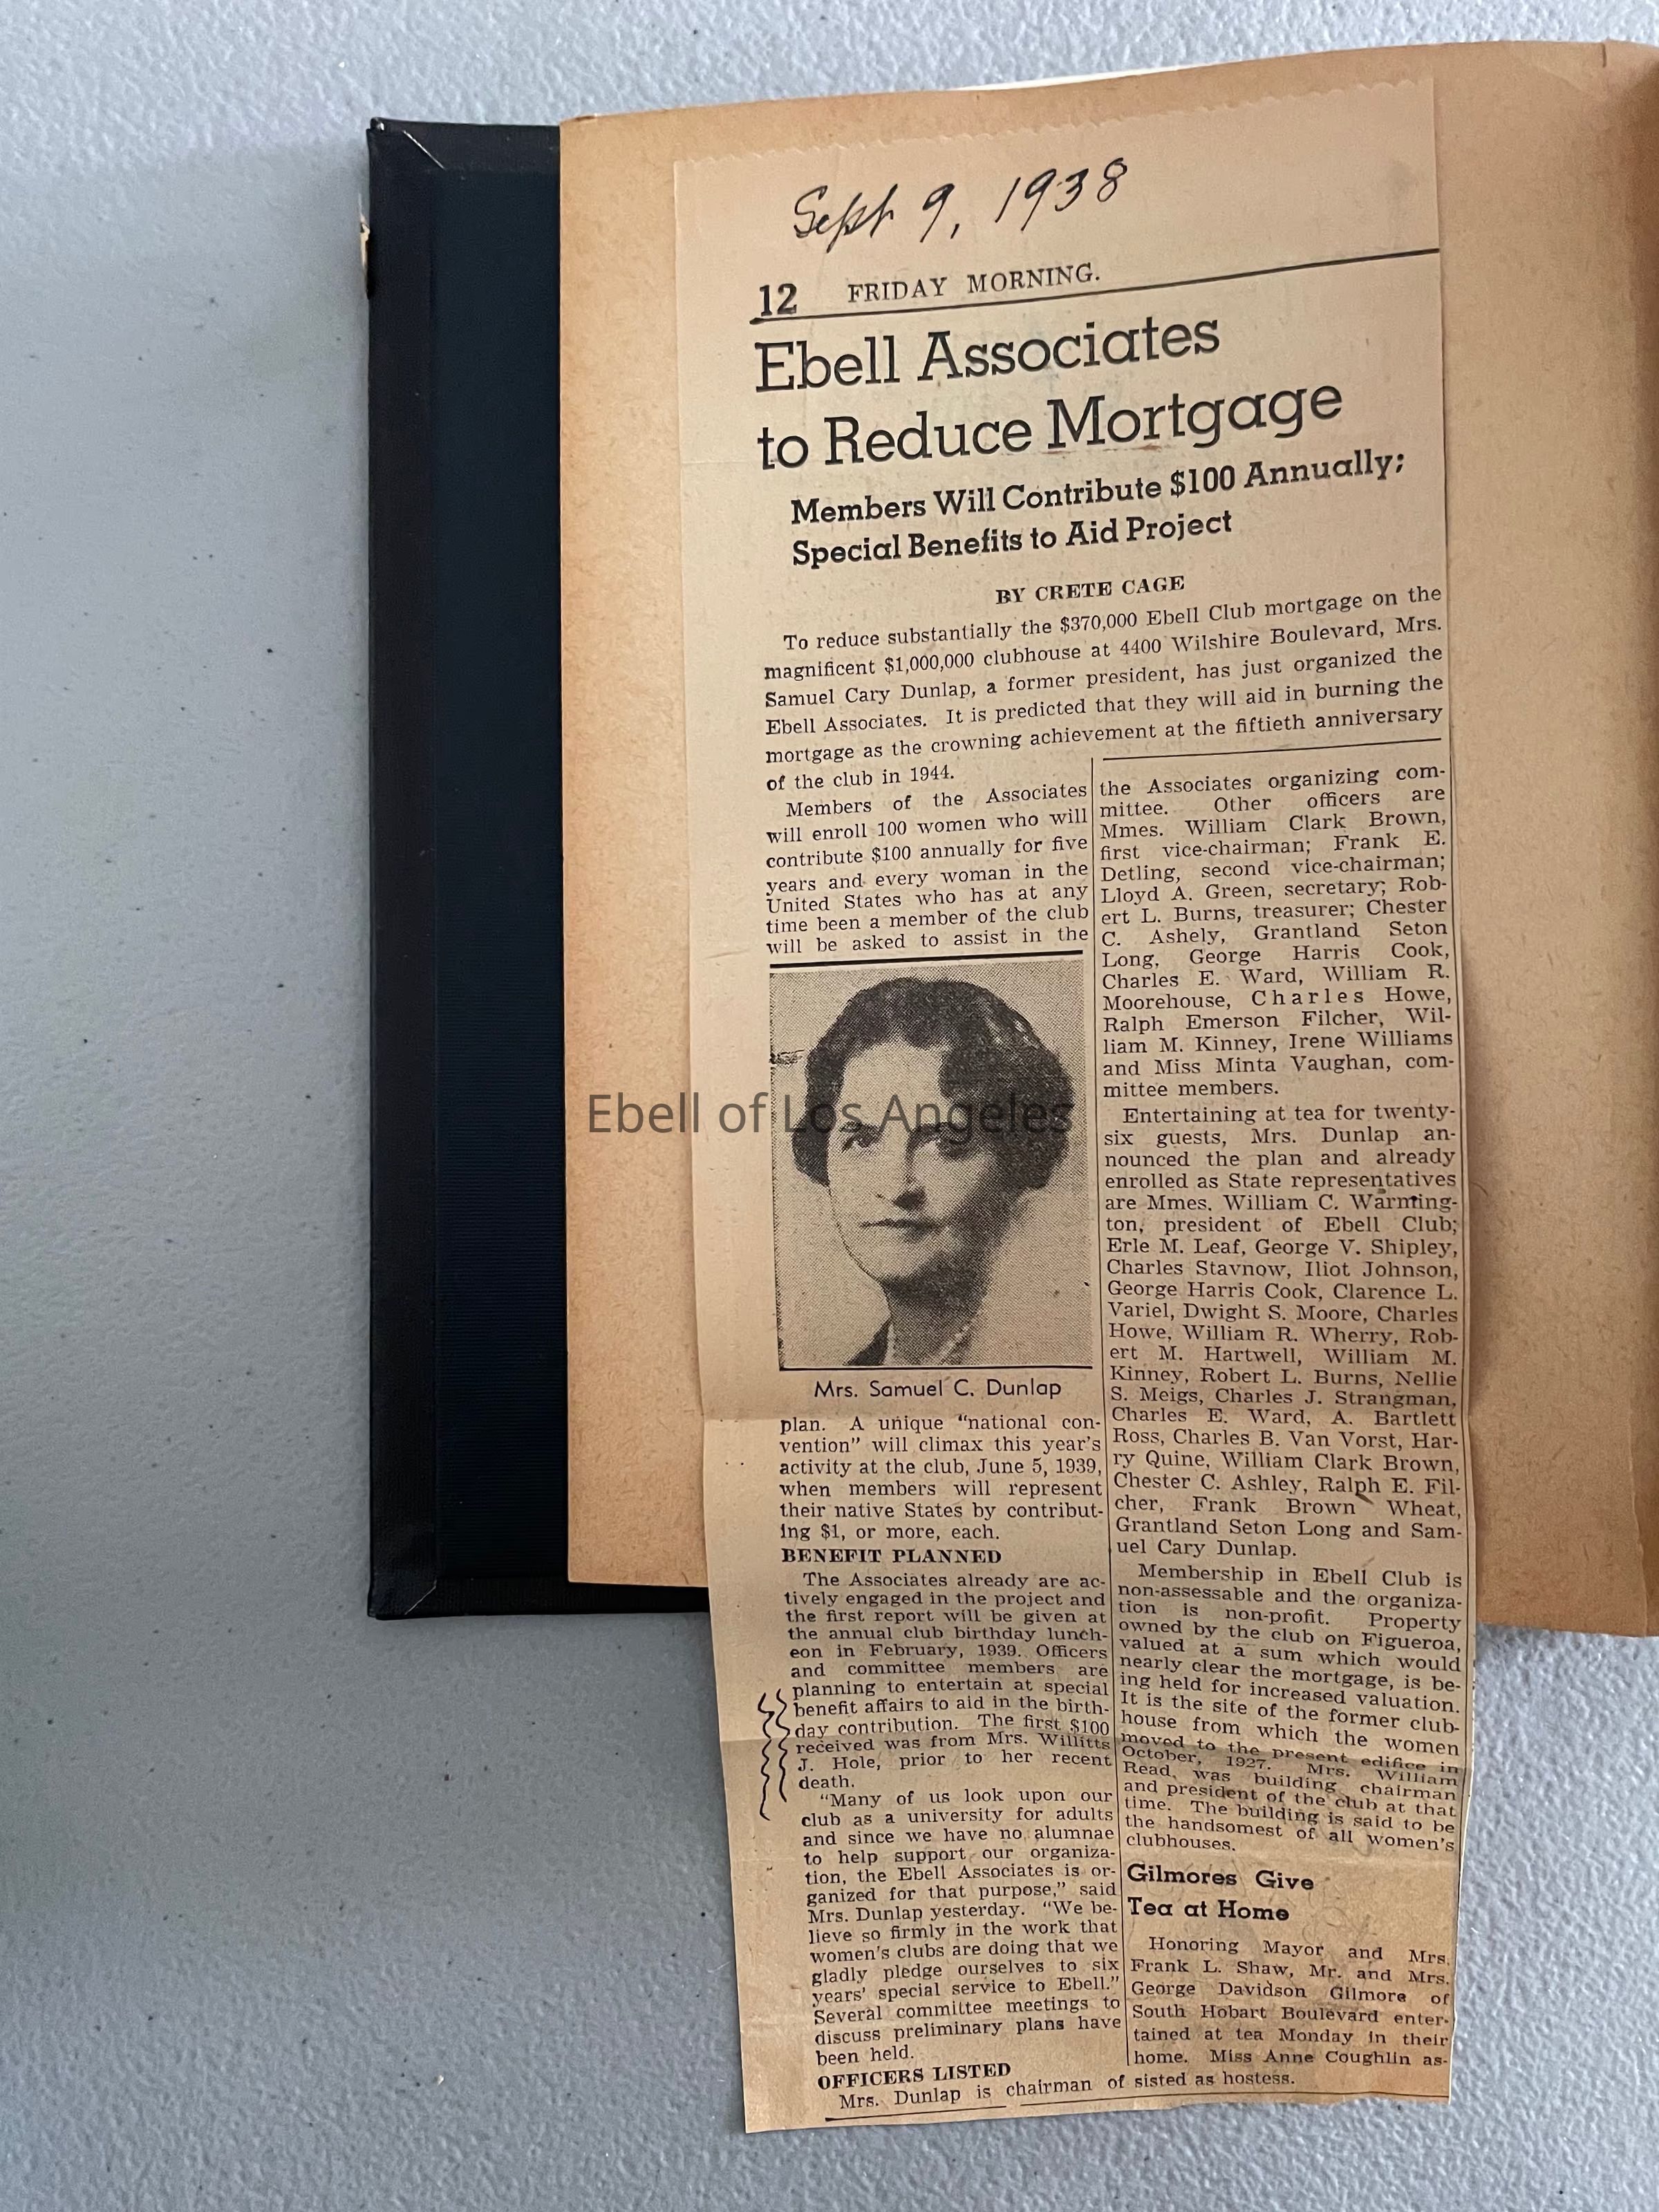 Sept 9, 1938
12 FRIDAY MORNING.
Ebell Associates
to Reduce Mortgage
Members Will Contribute $100 Annually;
Special Benefits to Aid Project
BY CRETE CAGE
To reduce substantially the $370,000 Ebell Club mortgage on the
magnificent $1,000,000 clubhouse at 4400 Wilshire Boulevard, Mrs.
Samuel Cary Dunlap, a former president, has just organized the
Ebell Associates. It is predicted that they will aid in burning the
mortgage as the crowning achievement at the fiftieth anniversary
of the club in 1944.
Members of the Associates
will enroll 100 women who will
contribute $100 annually for five
years and every woman in the
United States who has at any
time been a member of the club
will be asked to assist in the
Ebell of Los Angeles
Mrs. Samuel C. Dunlap
plan. A unique "national con-
vention" will climax this year's
activity at the club, June 5, 1939,
when members will represent
their native States by contribut-
ing $1, or more, each.
BENEFIT PLANNED
The Associates already are ac-
tively engaged in the project and
the first report will be given at
the annual club birthday lunch-
eon in February, 1939. Officers
and committee members are
planning to entertain at special
benefit affairs to aid in the birth-
day contribution. The first $100
received was from Mrs. Willitts
J. Hole, prior to her recent
death.
"Many of us look upon our
club as a university for adults
and since we have no alumnae
to help support our organiza-
tion, the Ebell Associates is or-
ganized for that purpose," said
Mrs. Dunlap yesterday. "We be-
lieve so firmly in the work that
women's clubs are doing that we
gladly pledge ourselves to six
years' special service to Ebell."
Several committee meetings to
discuss preliminary plans have
been held.
OFFICERS LISTED
Mrs. Dunlap is chairman of
the Associates organizing com-
mittee. Other officers are
Mmes. William Clark Brown,
first vice-chairman; Frank E.
Detling, second vice-chairman;
Lloyd A. Green, secretary; Rob-
ert L. Burns, treasurer; Chester
C. Ashely, Grantland Seton
Long, George Harris Cook,
Charles E. Ward, William R.
Moorehouse, Charles Howe,
Ralph Emerson Filcher, Wil-
liam M. Kinney, Irene Williams
and Miss Minta Vaughan, com-
mittee members.
Entertaining at tea for twenty-
six guests, Mrs. Dunlap an-
nounced the plan and already
enrolled as State representatives
are Mmes. William C. Warming-
ton, president of Ebell Club;
Erle M. Leaf, George V. Shipley,
Charles Stavnow, Iliot Johnson,
George Harris Cook, Clarence L.
Variel, Dwight S. Moore, Charles
Howe, William R. Wherry, Rob-
ert M. Hartwell, William M.
Kinney, Robert L. Burns, Nellie
S. Meigs, Charles J. Strangman,
Charles E. Ward, A. Bartlett
Ross, Charles B. Van Vorst, Har-
ry Quine, William Clark Brown,
Chester C. Ashley, Ralph E. Fil-
cher, Frank Brown Wheat,
Grantland Seton Long and Sam-
uel Cary Dunlap.
Membership in Ebell Club is
non-assessable and the organiza-
tion is non-profit. Property
owned by the club on Figueroa,
valued at a sum which would
nearly clear the mortgage, is be-
ing held for increased valuation.
It is the site of the former club-
house from which the women
moved to the present edifice in
October, 1927. Mrs. William
Read, was building chairman
and president of the club at that
time. The building is said to be
the handsomest of all women's
clubhouses.
Gilmores Give
Tea at Home
Honoring Mayor and Mrs.
Frank L. Shaw, Mr. and Mrs.
George Davidson Gilmore of
South Hobart Boulevard enter-
tained at tea Monday in their
home. Miss Anne Coughlin as-
sisted as hostess.